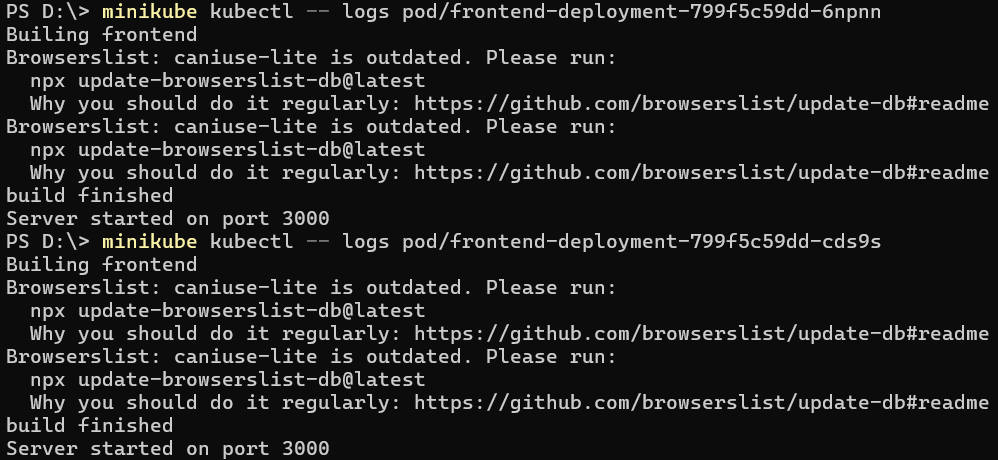 PS D:\> minikube kubectl -- logs pod/frontend-deployment-799f5c59dd-6npnn
Builing frontend
Browserslist: caniuse-lite is outdated. Please run:
  npx update-browserslist-db@latest
  Why you should do it regularly: https://github.com/browserslist/update-db#readme
Browserslist: caniuse-lite is outdated. Please run:
  npx update-browserslist-db@latest
  Why you should do it regularly: https://github.com/browserslist/update-db#readme
build finished
Server started on port 3000
PS D:\> minikube kubectl -- logs pod/frontend-deployment-799f5c59dd-cds9s
Builing frontend
Browserslist: caniuse-lite is outdated. Please run:
  npx update-browserslist-db@latest
  Why you should do it regularly: https://github.com/browserslist/update-db#readme
Browserslist: caniuse-lite is outdated. Please run:
  npx update-browserslist-db@latest
  Why you should do it regularly: https://github.com/browserslist/update-db#readme
build finished
Server started on port 3000